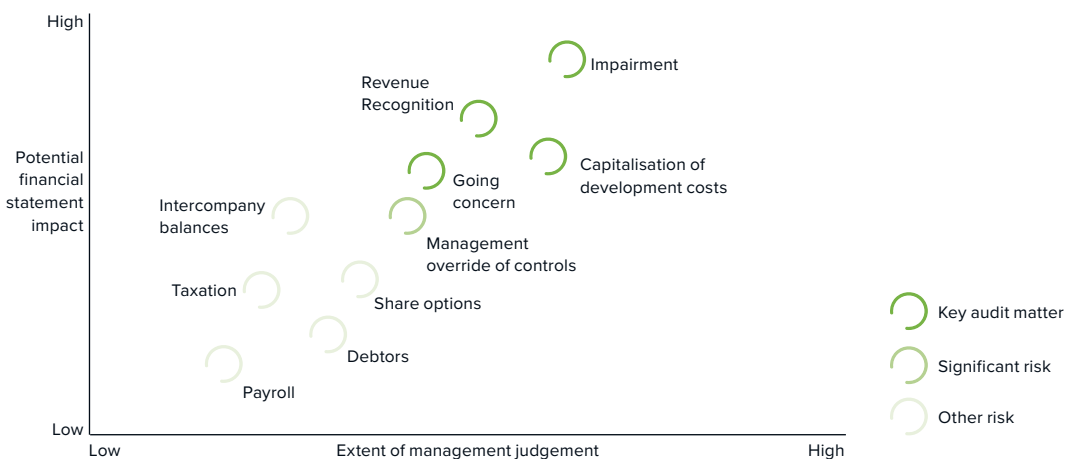 High
Impairment
Revenue
Recognition
Potential
financial
statement
impact
Capitalisation of
development costs
Going
concern
Intercompany
balances
Management
override of controls
Taxation
Share options
Debtors
Payroll
Key audit matter
Significant risk
Other risk
Low
Low
Extent of management judgement
High